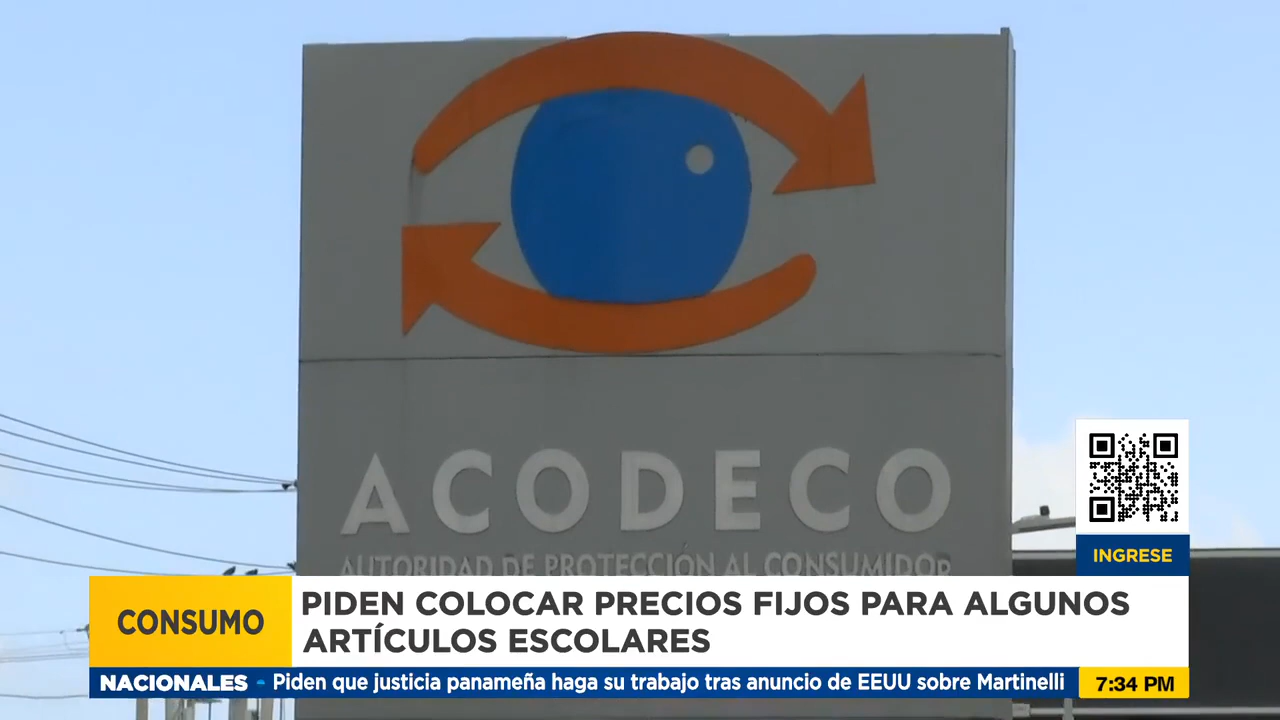 ACODECO
AUTORIDAD DE PROTECCIÓN AL CONSUMIDOR
INGRESE
CONSUMO
PIDEN COLOCAR PRECIOS FIJOS PARA ALGUNOS
ARTÍCULOS ESCOLARES
NACIONALES
Piden que justicia panameña haga su trabajo tras anuncio de EEUU sobre Martinelli
7:34 PM